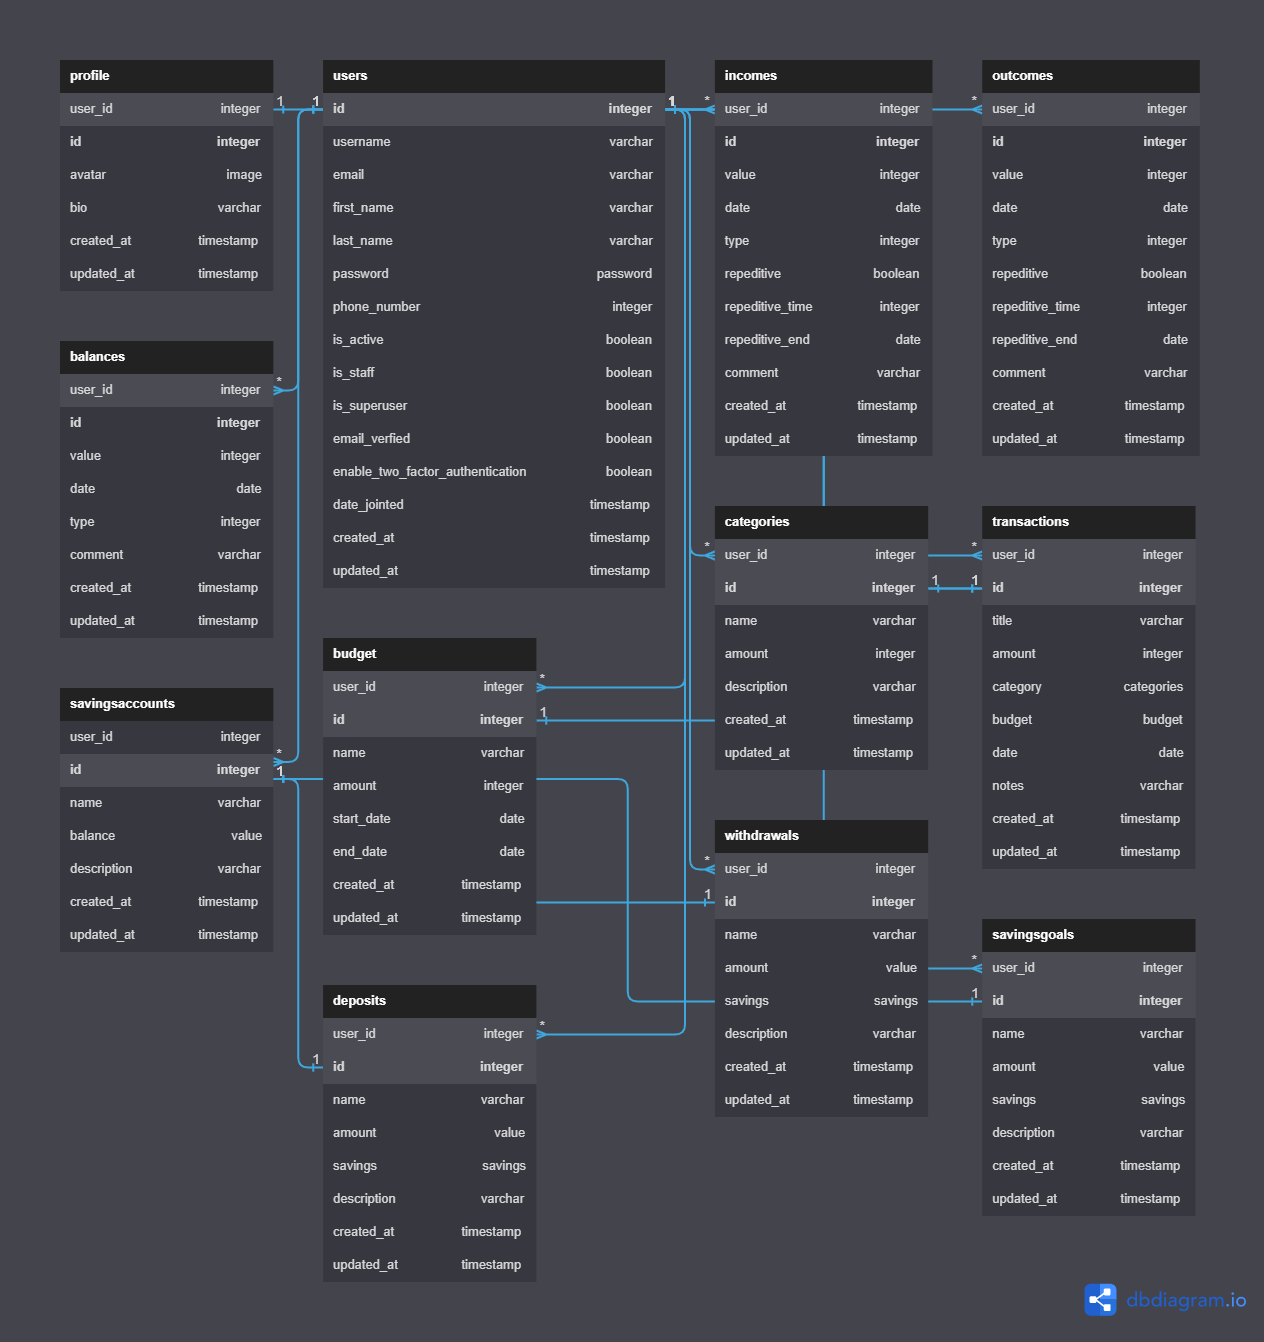 profile
user_id integer
id integer
avatar image
bio varchar
created_at timestamp
updated_at timestamp
users
id integer
username varchar
email varchar
first_name varchar
last_name varchar
password password
phone_number integer
is_active boolean
is_staff boolean
is_superuser boolean
email_verfied boolean
enable_two_factor_authentication boolean
date_jointed timestamp
created_at timestamp
updated_at timestamp
incomes
user_id integer
id integer
value integer
date date
type integer
repeditive boolean
repeditive_time integer
repeditive_end date
comment varchar
created_at timestamp
updated_at timestamp
outcomes
user_id integer
id integer
value integer
date date
type integer
repeditive boolean
repeditive_time integer
repeditive_end date
comment varchar
created_at timestamp
updated_at timestamp
balances
user_id integer
id integer
value integer
date date
type integer
comment varchar
created_at timestamp
updated_at timestamp
categories
user_id integer
id integer
name varchar
amount integer
description varchar
created_at timestamp
updated_at timestamp
transactions
user_id integer
id integer
title varchar
amount integer
category categories
budget budget
date date
notes varchar
created_at timestamp
updated_at timestamp
budget
user_id integer
id integer
name varchar
amount integer
start_date date
end_date date
created_at timestamp
updated_at timestamp
savingsaccounts
user_id integer
id integer
name varchar
balance value
description varchar
created_at timestamp
updated_at timestamp
withdrawals
user_id integer
id integer
name varchar
amount value
savings savings
description varchar
created_at timestamp
updated_at timestamp
savingsgoals
user_id integer
id integer
name varchar
amount value
savings savings
description varchar
created_at timestamp
updated_at timestamp
deposits
user_id integer
id integer
name varchar
amount value
savings savings
description varchar
created_at timestamp
updated_at timestamp
1 1 1 * *
*
* *
1 1
*
1
*
1
*
1
* 1
*
1
dbdiagram.io